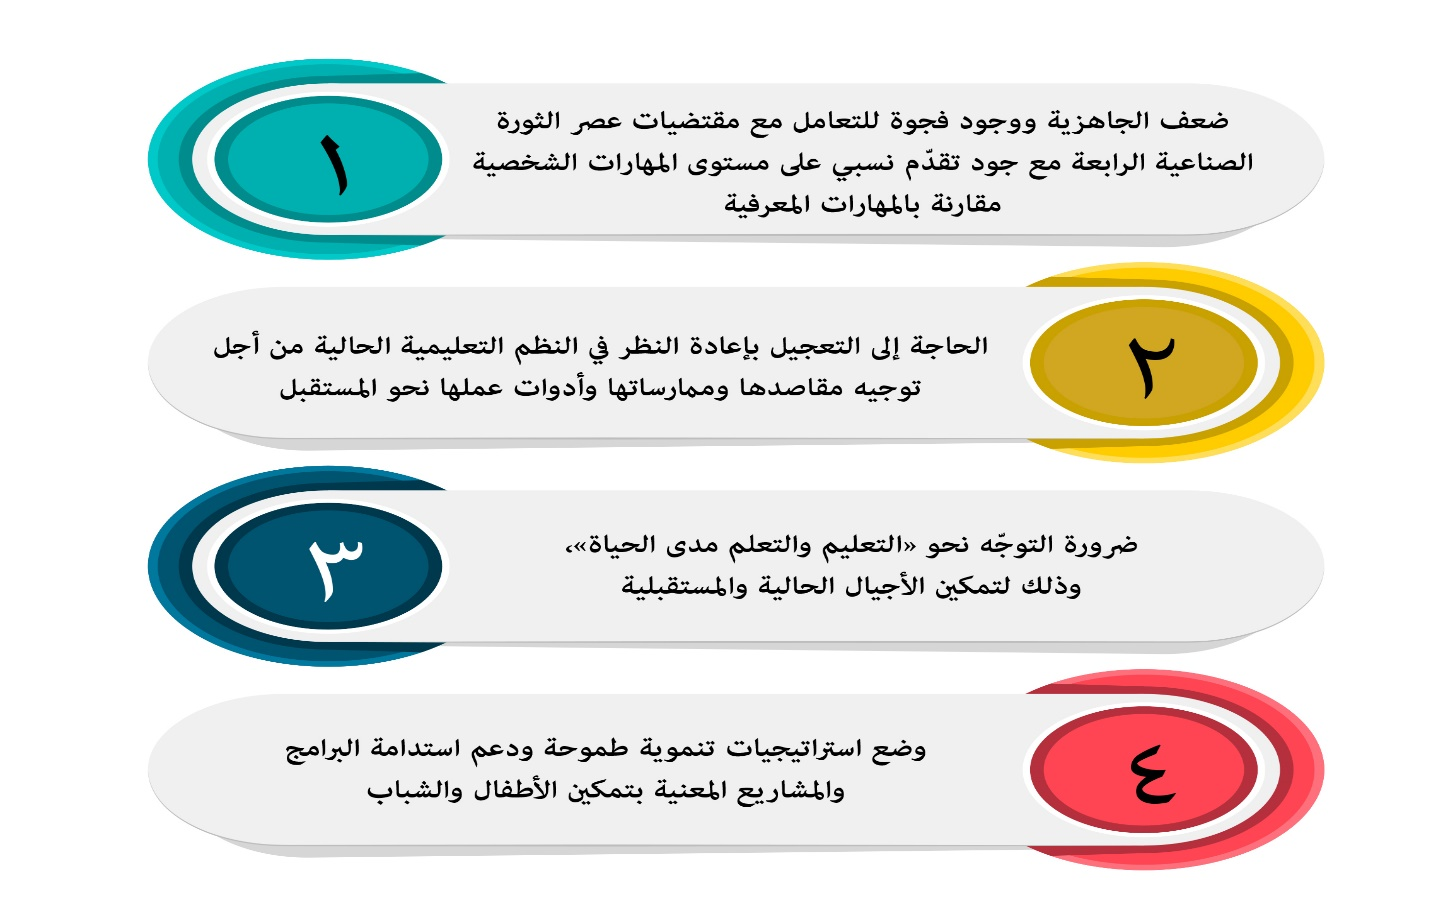 ١
ضعف الجاهزية ووجود فجوة للتعامل مع مقتضيات عصر الثورة
الصناعية الرابعة مع جود تقدّم نسبي على مستوى المهارات الشخصية
مقارنة بالمهارات المعرفية
٢
الحاجة إلى التعجيل بإعادة النظر في النظم التعليمية الحالية من أجل
توجيه مقاصدها وممارساتها وأدوات عملها نحو المستقبل
٣
ضرورة التوجّه نحو «التعليم والتعلم مدى الحياة»،
وذلك لتمكين الأجيال الحالية والمستقبلية
٤
وضع استراتيجيات تنموية طموحة ودعم استدامة البرامج
والمشاريع المعنية بتمكين الأطفال والشباب